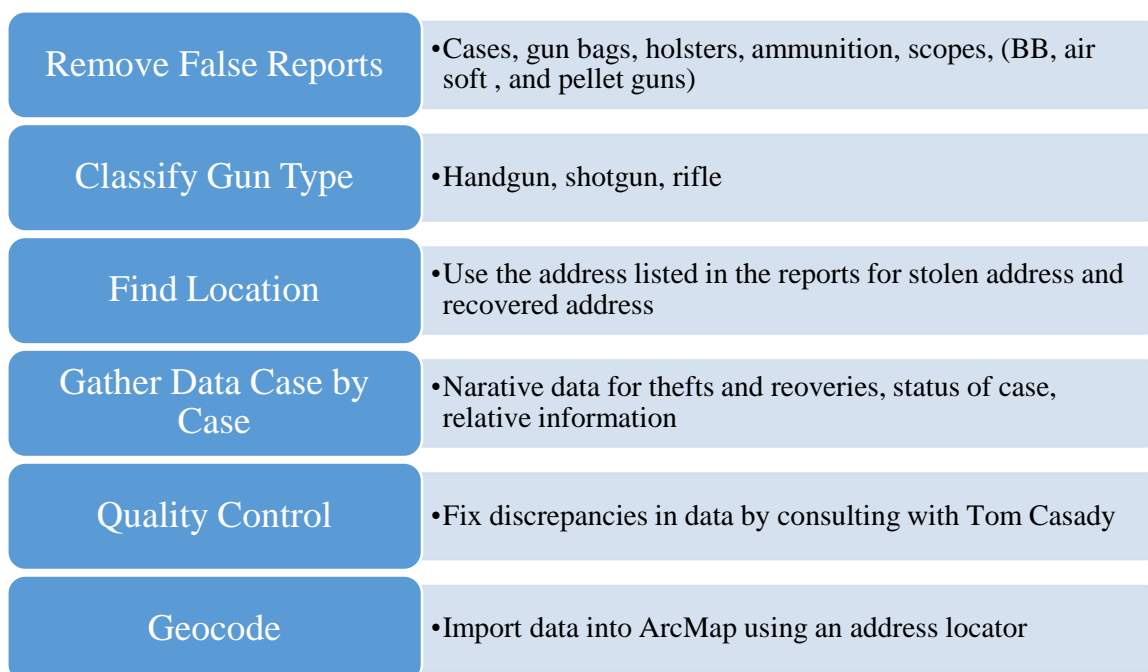 Remove False Reports
•Cases, gun bags, holsters, ammunition, scopes, (BB, air
soft , and pellet guns)
Classify Gun Type
•Handgun, shotgun, rifle
Find Location
•Use the address listed in the reports for stolen address and
recovered address
Gather Data Case by
Case
•Narative data for thefts and reoveries, status of case,
relative information
Quality Control
•Fix discrepancies in data by consulting with Tom Casady
Geocode
•Import data into ArcMap using an address locator